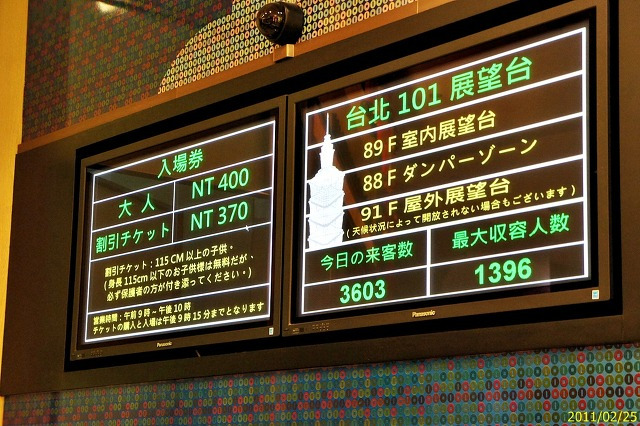 入場券
大人 NT 400
割引チケット NT 370
割引チケット：115 CM 以上の子供。
(身長 115cm 以下のお子供様は無料だが、
必ず保護者の方が付き添ってください。)
営業時間：午前 9 時～午後 10 時
チケットの購入と入場は午後 9 時 15 分までとなります
Panasonic
台北 101 展望台
89 F 室内展望台
88 F ダンパーゾーン
91 F 屋外展望台
(天候状況によって開放されない場合もございます)
今日の来客数 最大収容人数
3603 1396
Panasonic
2011/02/25